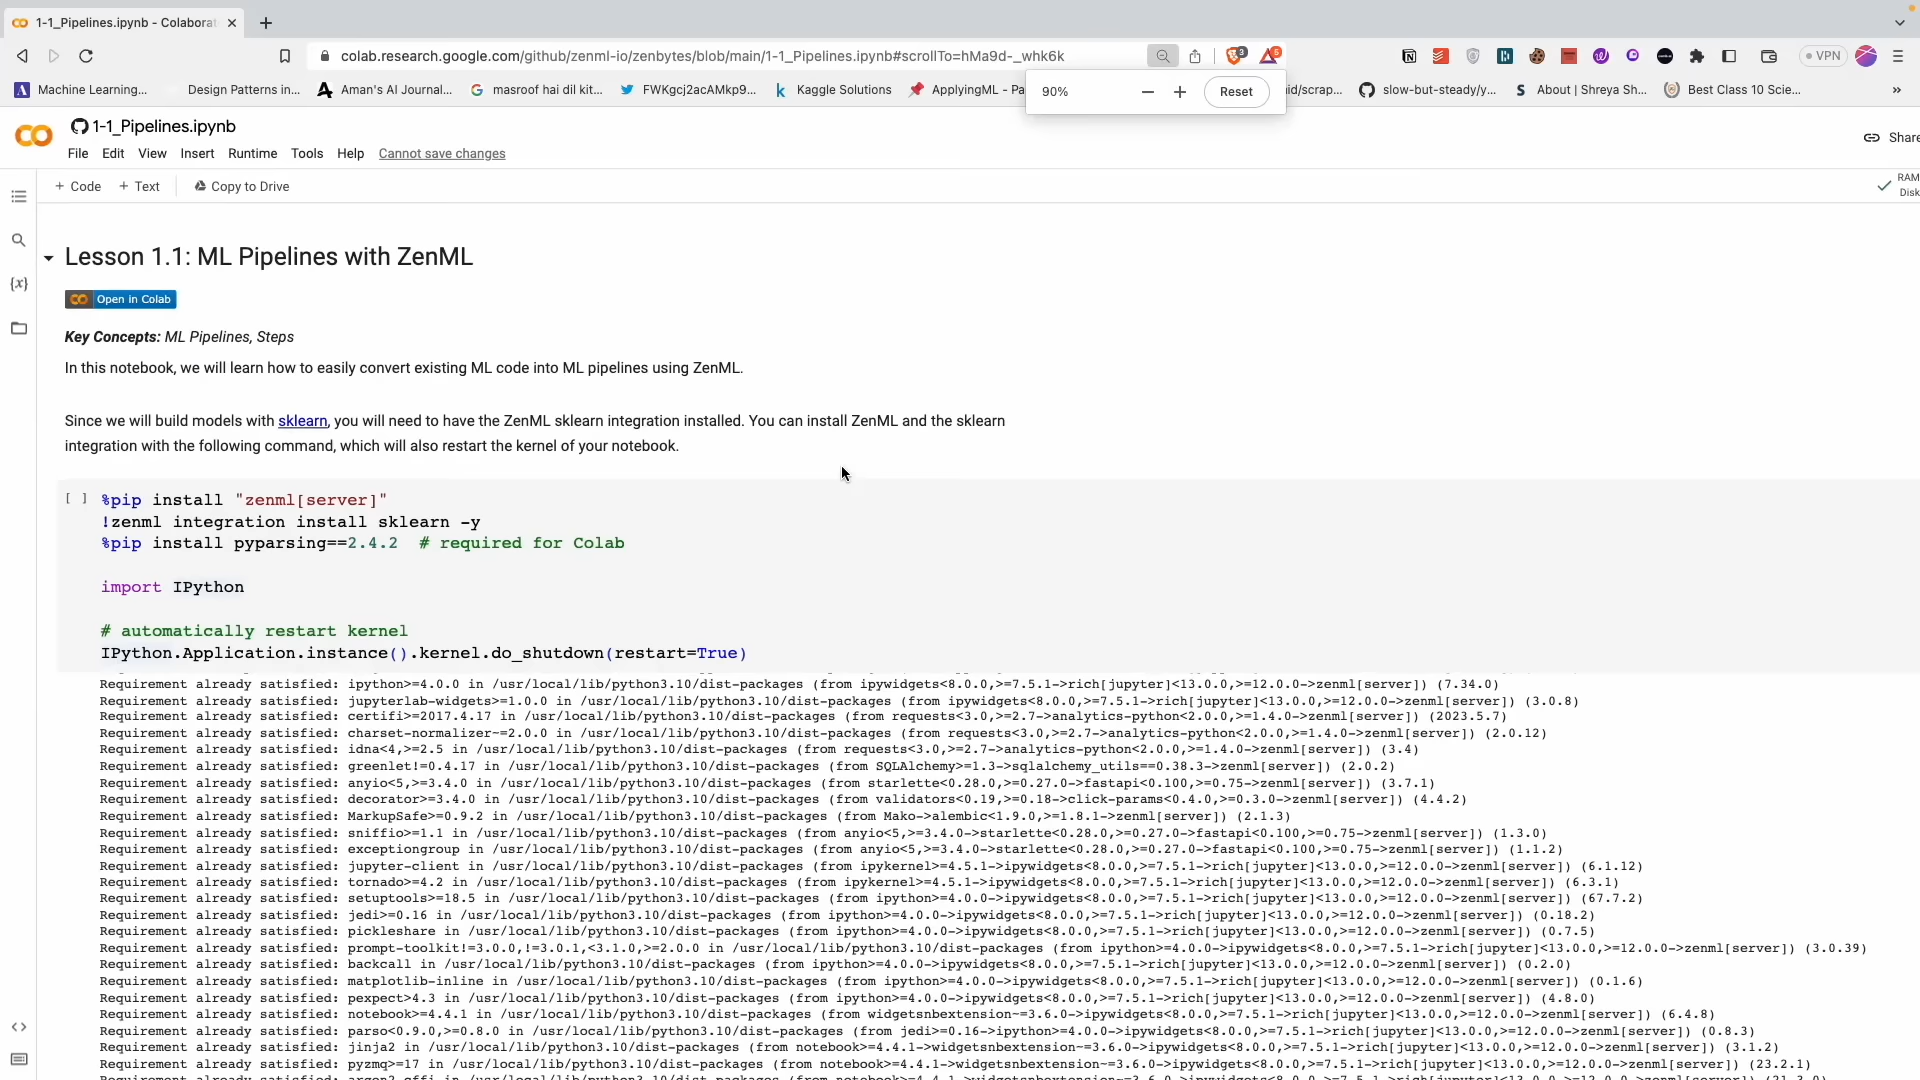 1-1_Pipelines.ipynb - Colabora
colab.research.google.com/github/zenml-io/zenbytes/blob/main/1-1_Pipelines.ipynb#scrollTo=hMa9d-_whk6k
3
5
VPN
Machine Learning...
Design Patterns in...
Aman's AI Journal...
masroof hai dil kit...
FWKgcj2acAMkp9...
Kaggle Solutions
ApplyingML - Pa
id/scrap...
slow-but-steady/y...
About | Shreya Sh...
Best Class 10 Scie...
»
90%
Reset
1-1_Pipelines.ipynb
File Edit View Insert Runtime Tools Help Cannot save changes
Share
+ Code + Text Copy to Drive
RAM
Disk
Lesson 1.1: ML Pipelines with ZenML
Open in Colab
Key Concepts: ML Pipelines, Steps
In this notebook, we will learn how to easily convert existing ML code into ML pipelines using ZenML.
Since we will build models with sklearn, you will need to have the ZenML sklearn integration installed. You can install ZenML and the sklearn
integration with the following command, which will also restart the kernel of your notebook.
[ ] %pip install "zenml[server]"
!zenml integration install sklearn -y
%pip install pyparsing==2.4.2  # required for Colab
import IPython
# automatically restart kernel
IPython.Application.instance().kernel.do_shutdown(restart=True)
Requirement already satisfied: ipython>=4.0.0 in /usr/local/lib/python3.10/dist-packages (from ipywidgets<8.0.0,>=7.5.1->rich[jupyter]<13.0.0,>=12.0.0->zenml[server]) (7.34.0)
Requirement already satisfied: jupyterlab-widgets>=1.0.0 in /usr/local/lib/python3.10/dist-packages (from ipywidgets<8.0.0,>=7.5.1->rich[jupyter]<13.0.0,>=12.0.0->zenml[server]) (3.0.8)
Requirement already satisfied: certifi>=2017.4.17 in /usr/local/lib/python3.10/dist-packages (from requests<3.0,>=2.7->analytics-python<2.0.0,>=1.4.0->zenml[server]) (2023.5.7)
Requirement already satisfied: charset-normalizer~=2.0.0 in /usr/local/lib/python3.10/dist-packages (from requests<3.0,>=2.7->analytics-python<2.0.0,>=1.4.0->zenml[server]) (2.0.12)
Requirement already satisfied: idna<4,>=2.5 in /usr/local/lib/python3.10/dist-packages (from requests<3.0,>=2.7->analytics-python<2.0.0,>=1.4.0->zenml[server]) (3.4)
Requirement already satisfied: greenlet!=0.4.17 in /usr/local/lib/python3.10/dist-packages (from SQLAlchemy>=1.3->sqlalchemy_utils==0.38.3->zenml[server]) (2.0.2)
Requirement already satisfied: anyio<5,>=3.4.0 in /usr/local/lib/python3.10/dist-packages (from starlette<0.28.0,>=0.27.0->fastapi<0.100,>=0.75->zenml[server]) (3.7.1)
Requirement already satisfied: decorator>=3.4.0 in /usr/local/lib/python3.10/dist-packages (from validators<0.19,>=0.18->click-params<0.4.0,>=0.3.0->zenml[server]) (4.4.2)
Requirement already satisfied: MarkupSafe>=0.9.2 in /usr/local/lib/python3.10/dist-packages (from Mako->alembic<1.9.0,>=1.8.1->zenml[server]) (2.1.3)
Requirement already satisfied: sniffio>=1.1 in /usr/local/lib/python3.10/dist-packages (from anyio<5,>=3.4.0->starlette<0.28.0,>=0.27.0->fastapi<0.100,>=0.75->zenml[server]) (1.3.0)
Requirement already satisfied: exceptiongroup in /usr/local/lib/python3.10/dist-packages (from anyio<5,>=3.4.0->starlette<0.28.0,>=0.27.0->fastapi<0.100,>=0.75->zenml[server]) (1.1.2)
Requirement already satisfied: jupyter-client in /usr/local/lib/python3.10/dist-packages (from ipykernel>=4.5.1->ipywidgets<8.0.0,>=7.5.1->rich[jupyter]<13.0.0,>=12.0.0->zenml[server]) (6.1.12)
Requirement already satisfied: tornado>=4.2 in /usr/local/lib/python3.10/dist-packages (from ipykernel>=4.5.1->ipywidgets<8.0.0,>=7.5.1->rich[jupyter]<13.0.0,>=12.0.0->zenml[server]) (6.3.1)
Requirement already satisfied: setuptools>=18.5 in /usr/local/lib/python3.10/dist-packages (from ipython>=4.0.0->ipywidgets<8.0.0,>=7.5.1->rich[jupyter]<13.0.0,>=12.0.0->zenml[server]) (67.7.2)
Requirement already satisfied: jedi>=0.16 in /usr/local/lib/python3.10/dist-packages (from ipython>=4.0.0->ipywidgets<8.0.0,>=7.5.1->rich[jupyter]<13.0.0,>=12.0.0->zenml[server]) (0.18.2)
Requirement already satisfied: pickleshare in /usr/local/lib/python3.10/dist-packages (from ipython>=4.0.0->ipywidgets<8.0.0,>=7.5.1->rich[jupyter]<13.0.0,>=12.0.0->zenml[server]) (0.7.5)
Requirement already satisfied: prompt-toolkit!=3.0.0,!=3.0.1,<3.1.0,>=2.0.0 in /usr/local/lib/python3.10/dist-packages (from ipython>=4.0.0->ipywidgets<8.0.0,>=7.5.1->rich[jupyter]<13.0.0,>=12.0.0->zenml[server]) (3.0.39)
Requirement already satisfied: backcall in /usr/local/lib/python3.10/dist-packages (from ipython>=4.0.0->ipywidgets<8.0.0,>=7.5.1->rich[jupyter]<13.0.0,>=12.0.0->zenml[server]) (0.2.0)
Requirement already satisfied: matplotlib-inline in /usr/local/lib/python3.10/dist-packages (from ipython>=4.0.0->ipywidgets<8.0.0,>=7.5.1->rich[jupyter]<13.0.0,>=12.0.0->zenml[server]) (0.1.6)
Requirement already satisfied: pexpect>4.3 in /usr/local/lib/python3.10/dist-packages (from ipython>=4.0.0->ipywidgets<8.0.0,>=7.5.1->rich[jupyter]<13.0.0,>=12.0.0->zenml[server]) (4.8.0)
Requirement already satisfied: notebook>=4.4.1 in /usr/local/lib/python3.10/dist-packages (from widgetsnbextension~=3.6.0->ipywidgets<8.0.0,>=7.5.1->rich[jupyter]<13.0.0,>=12.0.0->zenml[server]) (6.4.8)
Requirement already satisfied: parso<0.9.0,>=0.8.0 in /usr/local/lib/python3.10/dist-packages (from jedi>=0.16->ipython>=4.0.0->ipywidgets<8.0.0,>=7.5.1->rich[jupyter]<13.0.0,>=12.0.0->zenml[server]) (0.8.3)
Requirement already satisfied: jinja2 in /usr/local/lib/python3.10/dist-packages (from notebook>=4.4.1->widgetsnbextension~=3.6.0->ipywidgets<8.0.0,>=7.5.1->rich[jupyter]<13.0.0,>=12.0.0->zenml[server]) (3.1.2)
Requirement already satisfied: pyzmq>=17 in /usr/local/lib/python3.10/dist-packages (from notebook>=4.4.1->widgetsnbextension~=3.6.0->ipywidgets<8.0.0,>=7.5.1->rich[jupyter]<13.0.0,>=12.0.0->zenml[server]) (23.2.1)